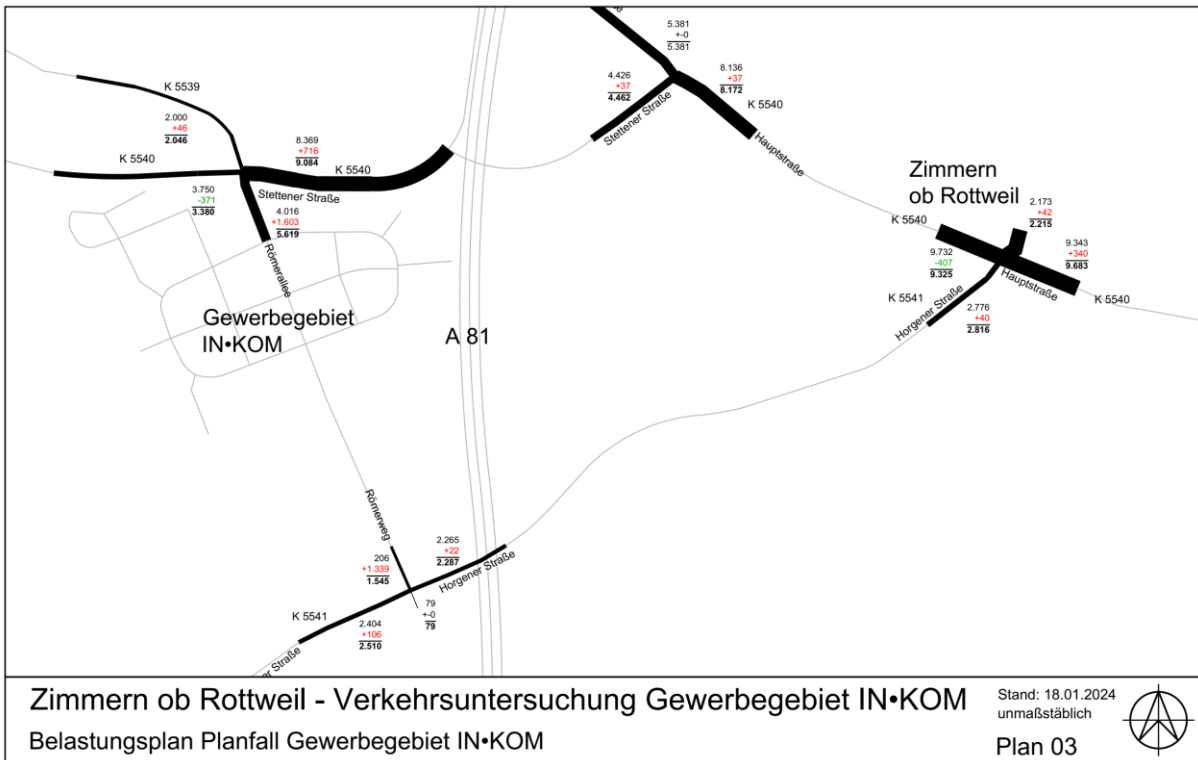 5.381
+-0
5.381
8.136
+37
8.172
K 5540
4.426
+37
4.462
Stettener Straße
Hauptstraße
K 5539
2.000
+46
2.046
8.369
+716
9.084
K 5540
K 5540
Stettener Straße
3.750
-371
3.380
4.016
+1.603
5.619
Römerallee
Zimmern
ob Rottweil
2.173
+42
2.215
K 5540
9.343
+340
9.683
9.732
-407
9.325
Hauptstraße
K 5540
K 5541
Horgener Straße
2.776
+40
2.816
Gewerbegebiet
IN•KOM
A 81
Römerweg
206
+1.339
1.545
2.265
+22
2.287
Horgener Straße
79
+-0
79
K 5541
2.404
+106
2.510
er Straße
Zimmern ob Rottweil - Verkehrsuntersuchung Gewerbegebiet IN•KOM
Belastungsplan Planfall Gewerbegebiet IN•KOM
Stand: 18.01.2024
unmaßstäblich
Plan 03